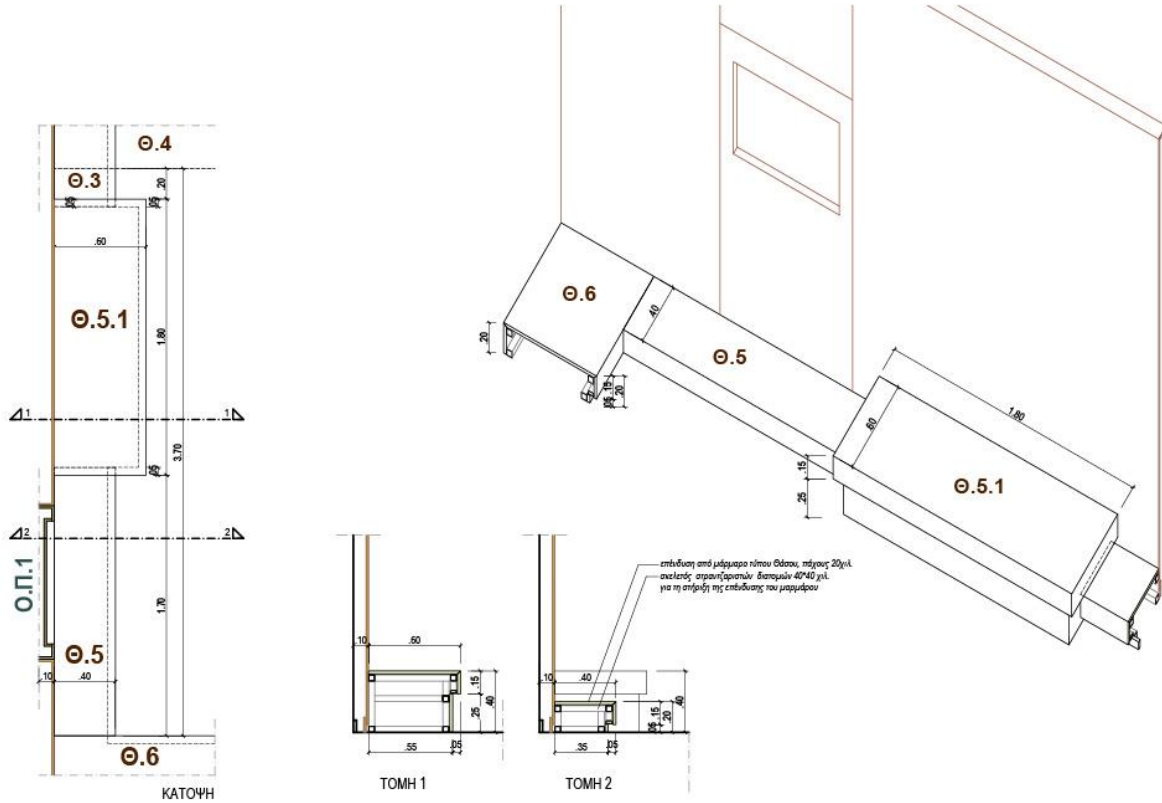 Θ.4
Θ.3
.20
.05
.05
.60
Θ.5.1
1.80
1
1
3.70
.05
2
2
Ο.Π.1
1.70
Θ.5
.10
.40
Θ.6
ΚΑΤΟΨΗ
.10
.60
.15
.25
.40
.55
.05
ΤΟΜΗ 1
επένδυση από μάρμαρο τύπου Θάσου, πάχους 20χιλ.
σκελετός στραντζαριστών διατομών 40*40 χιλ.
για τη στήριξη της επένδυσης του μαρμάρου
.10
.40
.05
.15
.20
.40
.35
.05
ΤΟΜΗ 2
Θ.6
.20
.40
Θ.5
.05
.15
.20
1.80
.60
.15
.25
Θ.5.1